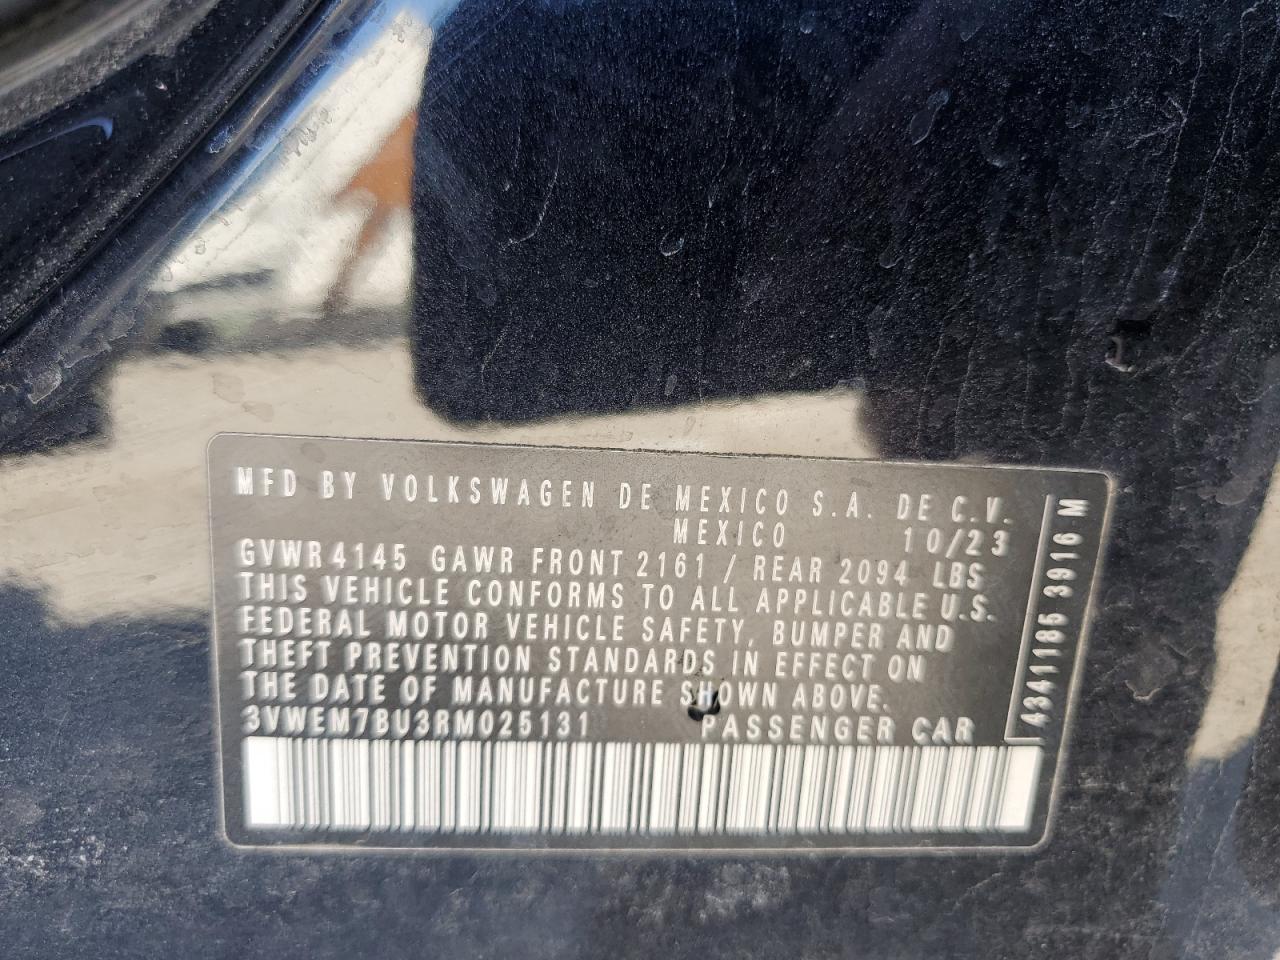 MFD BY VOLKSWAGEN DE MEXICO S.A. DE C.V.
MEXICO 10/23
GVWR 4145 GAWR FRONT 2161 / REAR 2094 LBS
THIS VEHICLE CONFORMS TO ALL APPLICABLE U.S.
FEDERAL MOTOR VEHICLE SAFETY, BUMPER AND
THEFT PREVENTION STANDARDS IN EFFECT ON
THE DATE OF MANUFACTURE SHOWN ABOVE.
3VWEM7BU3RM025131 PASSENGER CAR
4341185 3916 M